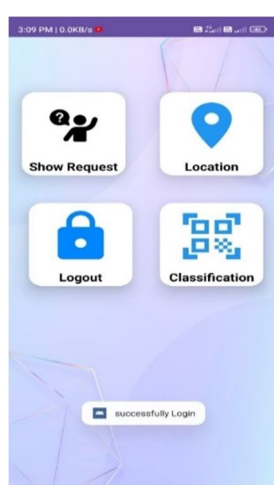 3:09 PM | 0.0KB/s
Show Request
Location
Logout
Classification
successfully Login